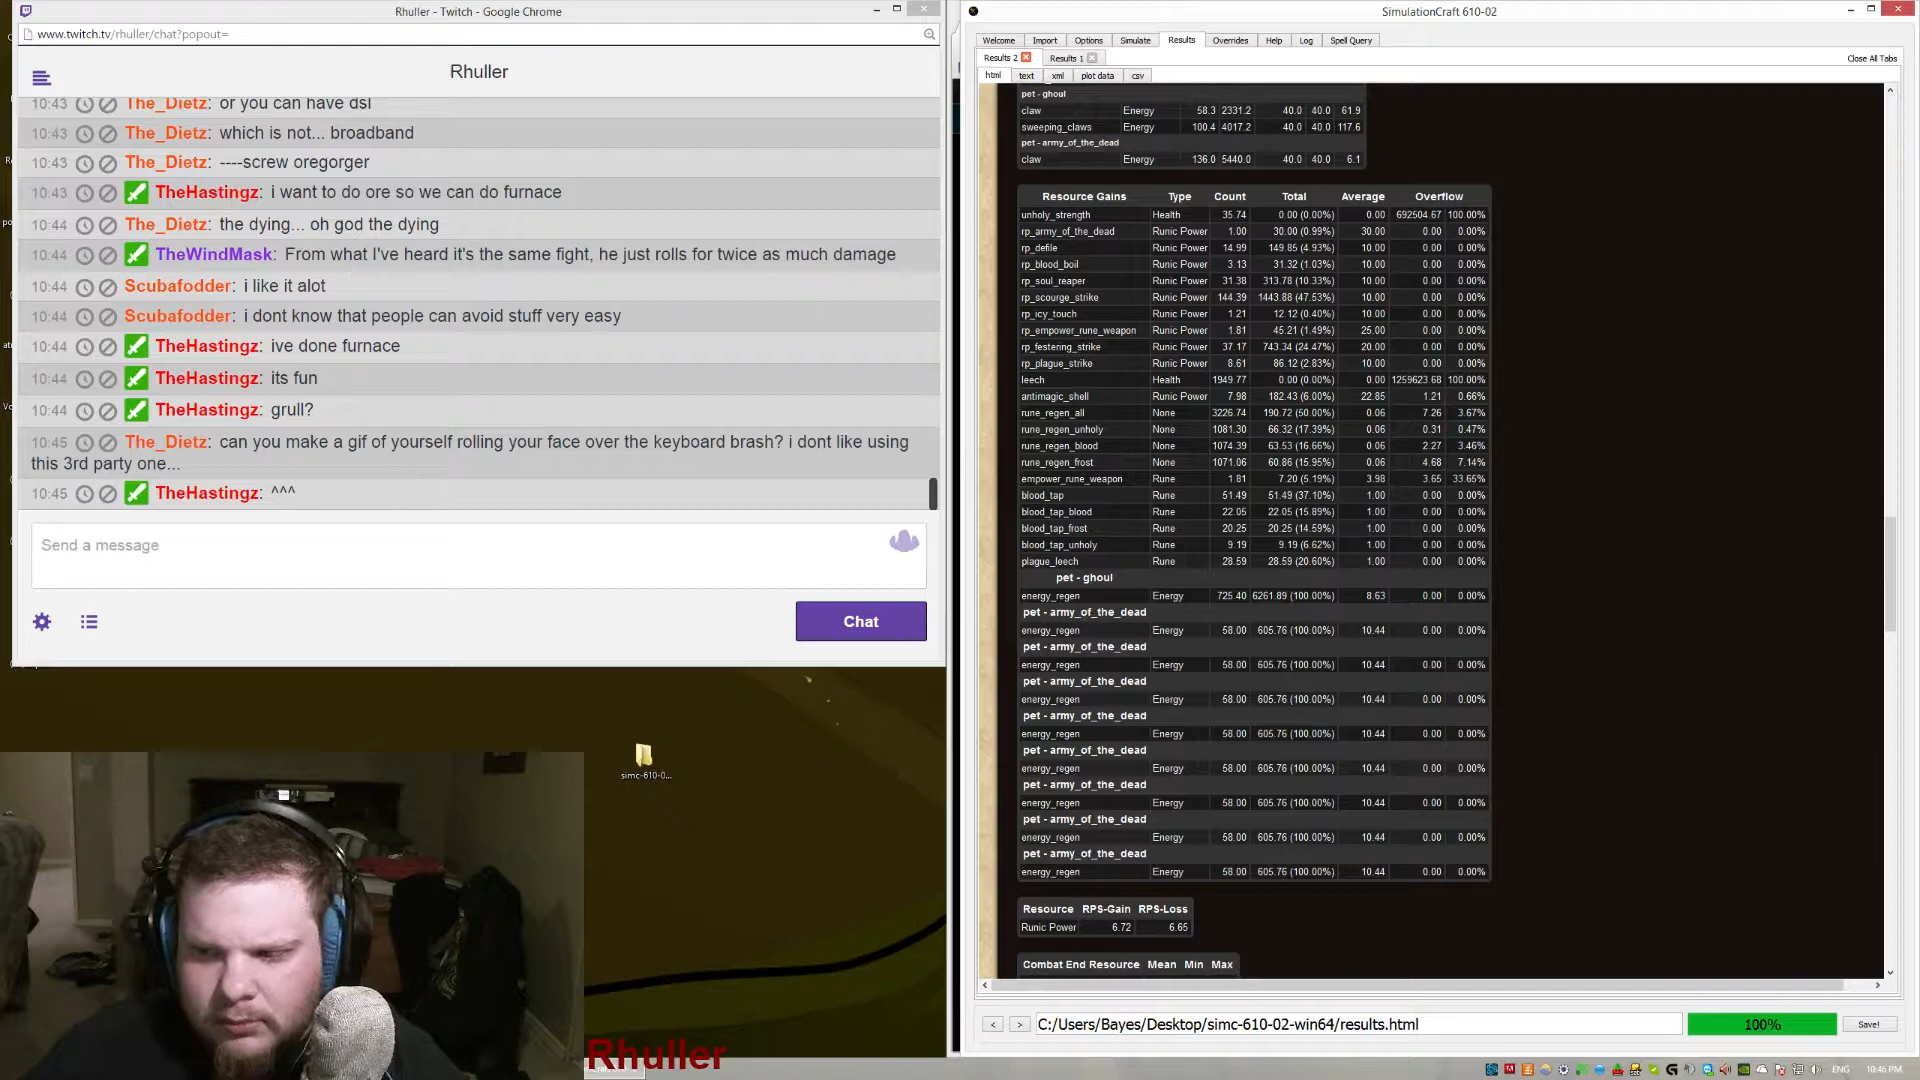 Rhuller - Twitch - Google Chrome
www.twitch.tv/rhuller/chat?popout=
Rhuller
10:43 The_Dietz: or you can have dsl
10:43 The_Dietz: which is not... broadband
10:43 The_Dietz: ----screw oregorger
10:43 TheHastingz: i want to do ore so we can do furnace
10:44 The_Dietz: the dying... oh god the dying
10:44 TheWindMask: From what I've heard it's the same fight, he just rolls for twice as much damage
10:44 Scubafodder: i like it alot
10:44 Scubafodder: i dont know that people can avoid stuff very easy
10:44 TheHastingz: ive done furnace
10:44 TheHastingz: its fun
10:44 TheHastingz: grull?
10:45 The_Dietz: can you make a gif of yourself rolling your face over the keyboard brash? i dont like using
this 3rd party one...
10:45 TheHastingz: ^^^
Send a message
Chat
simc-610-0...
Rhuller
SimulationCraft 610-02
Welcome Import Options Simulate Results Overrides Help Log Spell Query
Results 2 Results 1 Close All Tabs
html text xml plot data csv
pet - ghoul
claw Energy 58.3 2331.2 40.0 40.0 61.9
sweeping_claws Energy 100.4 4017.2 40.0 40.0 117.6
pet - army_of_the_dead
claw Energy 136.0 5440.0 40.0 40.0 6.1
Resource Gains Type Count Total Average Overflow
unholy_strength Health 35.74 0.00 (0.00%) 0.00 692504.67 100.00%
rp_army_of_the_dead Runic Power 1.00 30.00 (0.99%) 30.00 0.00 0.00%
rp_defile Runic Power 14.99 149.85 (4.93%) 10.00 0.00 0.00%
rp_blood_boil Runic Power 3.13 31.32 (1.03%) 10.00 0.00 0.00%
rp_soul_reaper Runic Power 31.38 313.78 (10.33%) 10.00 0.00 0.00%
rp_scourge_strike Runic Power 144.39 1443.88 (47.53%) 10.00 0.00 0.00%
rp_icy_touch Runic Power 1.21 12.12 (0.40%) 10.00 0.00 0.00%
rp_empower_rune_weapon Runic Power 1.81 45.21 (1.49%) 25.00 0.00 0.00%
rp_festering_strike Runic Power 37.17 743.34 (24.47%) 20.00 0.00 0.00%
rp_plague_strike Runic Power 8.61 86.12 (2.83%) 10.00 0.00 0.00%
leech Health 1949.77 0.00 (0.00%) 0.00 1259623.68 100.00%
antimagic_shell Runic Power 7.98 182.43 (6.00%) 22.85 1.21 0.66%
rune_regen_all None 3226.74 190.72 (50.00%) 0.06 7.26 3.67%
rune_regen_unholy None 1081.30 66.32 (17.39%) 0.06 0.31 0.47%
rune_regen_blood None 1074.39 63.53 (16.66%) 0.06 2.27 3.46%
rune_regen_frost None 1071.06 60.86 (15.95%) 0.06 4.68 7.14%
empower_rune_weapon Rune 1.81 7.20 (5.19%) 3.98 3.65 33.65%
blood_tap Rune 51.49 51.49 (37.10%) 1.00 0.00 0.00%
blood_tap_blood Rune 22.05 22.05 (15.89%) 1.00 0.00 0.00%
blood_tap_frost Rune 20.25 20.25 (14.59%) 1.00 0.00 0.00%
blood_tap_unholy Rune 9.19 9.19 (6.62%) 1.00 0.00 0.00%
plague_leech Rune 28.59 28.59 (20.60%) 1.00 0.00 0.00%
pet - ghoul
energy_regen Energy 725.40 6261.89 (100.00%) 8.63 0.00 0.00%
pet - army_of_the_dead
energy_regen Energy 58.00 605.76 (100.00%) 10.44 0.00 0.00%
pet - army_of_the_dead
energy_regen Energy 58.00 605.76 (100.00%) 10.44 0.00 0.00%
pet - army_of_the_dead
energy_regen Energy 58.00 605.76 (100.00%) 10.44 0.00 0.00%
pet - army_of_the_dead
energy_regen Energy 58.00 605.76 (100.00%) 10.44 0.00 0.00%
pet - army_of_the_dead
energy_regen Energy 58.00 605.76 (100.00%) 10.44 0.00 0.00%
pet - army_of_the_dead
energy_regen Energy 58.00 605.76 (100.00%) 10.44 0.00 0.00%
pet - army_of_the_dead
energy_regen Energy 58.00 605.76 (100.00%) 10.44 0.00 0.00%
pet - army_of_the_dead
energy_regen Energy 58.00 605.76 (100.00%) 10.44 0.00 0.00%
Resource RPS-Gain RPS-Loss
Runic Power 6.72 6.65
Combat End Resource Mean Min Max
< > C:/Users/Bayes/Desktop/simc-610-02-win64/results.html 100% Save!
ENG 10:46 PM